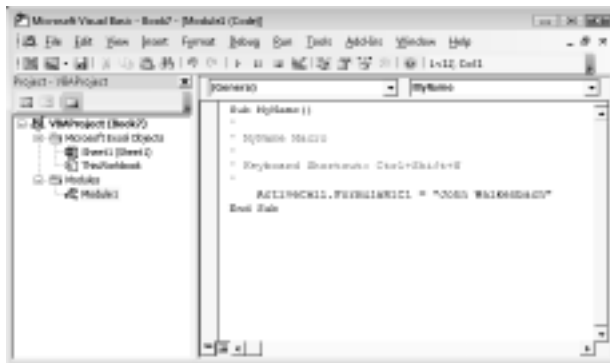 Microsoft Visual Basic - Book7 - [Module1 (Code)]
File Edit View Insert Format Debug Run Tools Add-Ins Window Help
Ln 12, Col 1
Project - VBAProject
(General)
MyName
VBAProject (Book7)
Microsoft Excel Objects
Sheet1 (Sheet1)
ThisWorkbook
Modules
Module1
Sub MyName()
'
' MyName Macro
'
' Keyboard Shortcut: Ctrl+Shift+N
'
ActiveCell.FormulaR1C1 = "John Walkenbach"
End Sub